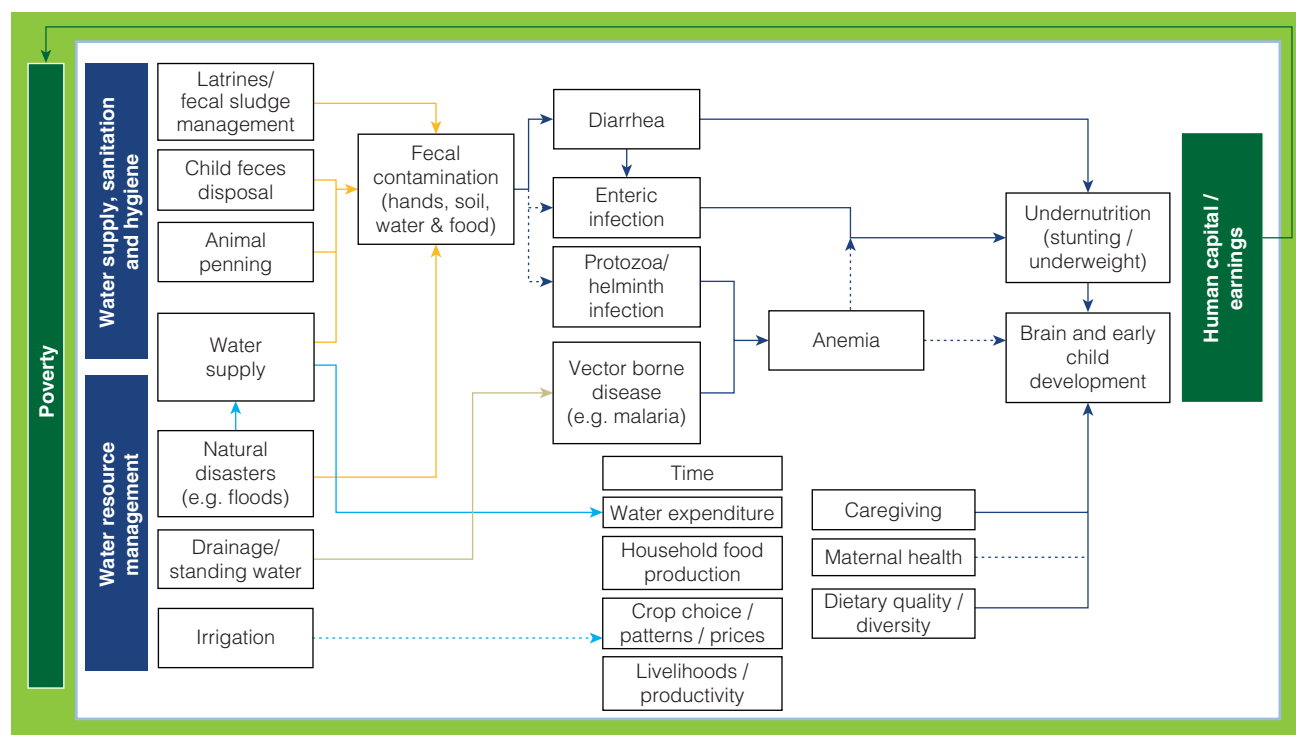 Poverty
Water supply, sanitation
and hygiene
Water resource
management
Latrines/
fecal sludge
management
Child feces
disposal
Animal
penning
Water
supply
Natural
disasters
(e.g. floods)
Drainage/
standing water
Irrigation
Fecal
contamination
(hands, soil,
water & food)
Diarrhea
Enteric
infection
Protozoa/
helminth
infection
Vector borne
disease
(e.g. malaria)
Time
Water expenditure
Household food
production
Crop choice /
patterns / prices
Livelihoods /
productivity
Anemia
Caregiving
Maternal health
Dietary quality /
diversity
Undernutrition
(stunting /
underweight)
Brain and early
child
development
Human capital /
earnings